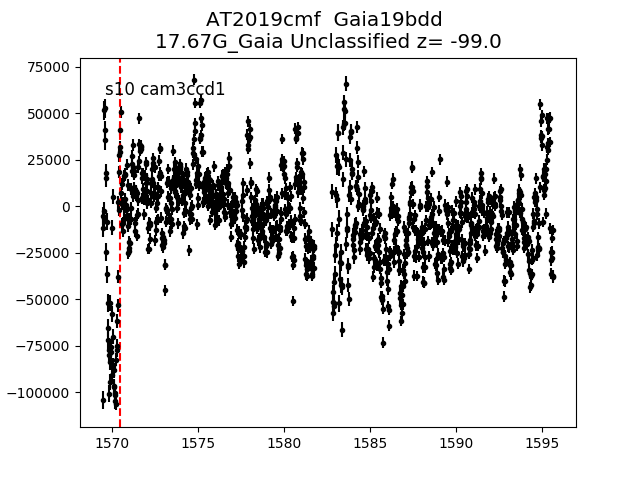 AT2019cmf  Gaia19bdd
17.67G_Gaia Unclassified z= -99.0
s10 cam3ccd1
75000
50000
25000
0
−25000
−50000
−75000
−100000
1570 1575 1580 1585 1590 1595